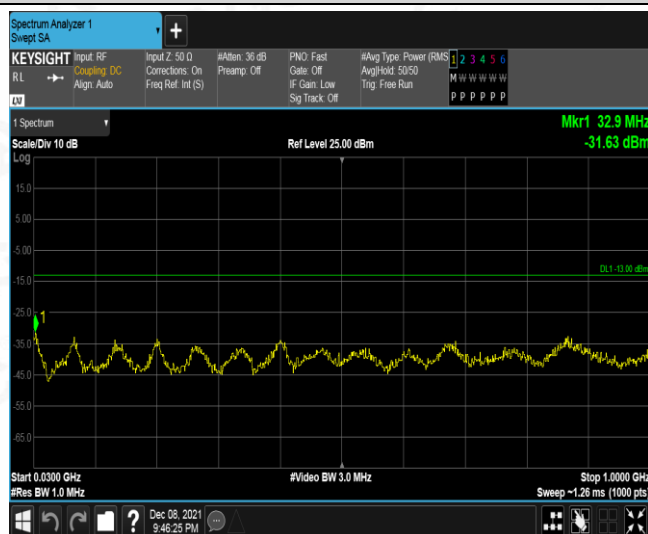 Spectrum Analyzer 1
Swept SA
+
KEYSIGHT
RL
LXI
Input: RF
Coupling: DC
Align: Auto
Input Z: 50 Ω
Corrections: On
Freq Ref: Int (S)
#Atten: 36 dB
Preamp: Off
PNO: Fast
Gate: Off
IF Gain: Low
Sig Track: Off
#Avg Type: Power (RMS
Avg|Hold: 50/50
Trig: Free Run
1 2 3 4 5 6
M W W W W W
P P P P P P
1 Spectrum
Mkr1 32.9 MHz
Scale/Div 10 dB
Ref Level 25.00 dBm
-31.63 dBm
Log
15.0
5.00
-5.00
DL1 -13.00 dBm
-15.0
-25.0
1
-35.0
-45.0
-55.0
-65.0
Start 0.0300 GHz
#Video BW 3.0 MHz
Stop 1.0000 GHz
#Res BW 1.0 MHz
Sweep ~1.26 ms (1000 pts)
?
Dec 08, 2021
9:46:25 PM